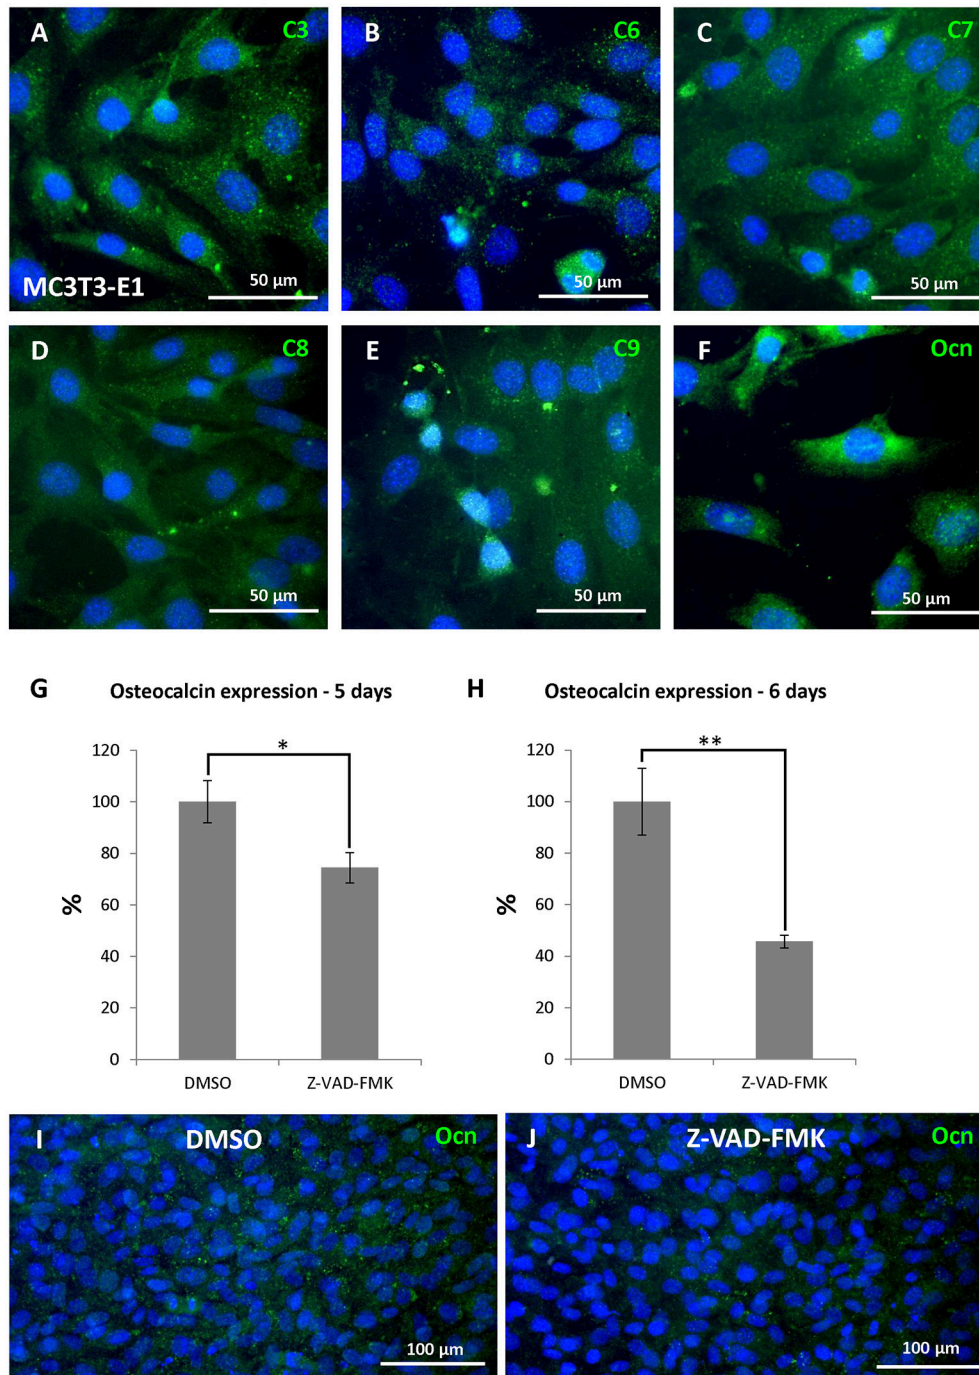 A C3
B C6
C C7
MC3T3-E1
50 µm
50 µm
50 µm
D C8
E C9
F Ocn
50 µm
50 µm
50 µm
G Osteocalcin expression - 5 days
120
100
80
60
40
20
0
%
*
DMSO Z-VAD-FMK
H Osteocalcin expression - 6 days
120
100
80
60
40
20
0
%
**
DMSO Z-VAD-FMK
I DMSO Ocn
100 µm
J Z-VAD-FMK Ocn
100 µm